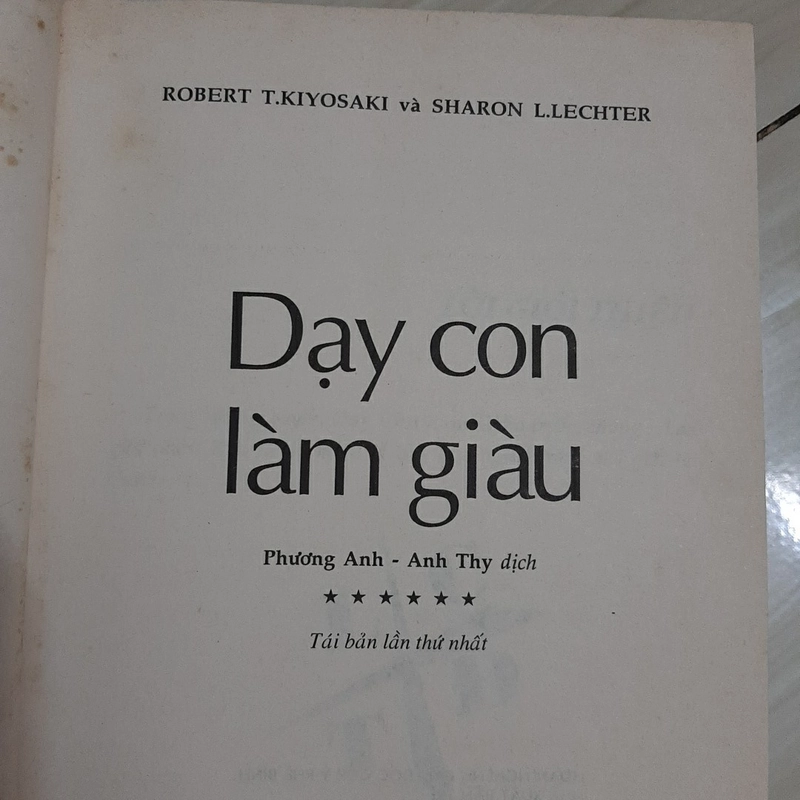 ROBERT T.KIYOSAKI và SHARON L.LECHTER
Dạy con
làm giàu
Phương Anh - Anh Thy dịch
★ ★ ★ ★ ★ ★
Tái bản lần thứ nhất